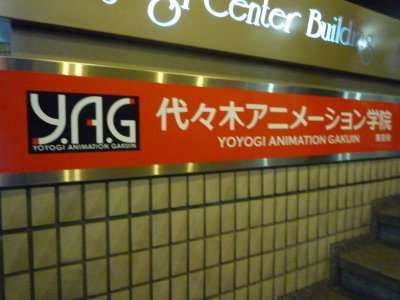 Center Building
Y.A.G
YOYOGI ANIMATION GAKUIN
代々木アニメーション学院
YOYOGI ANIMATION GAKUIN